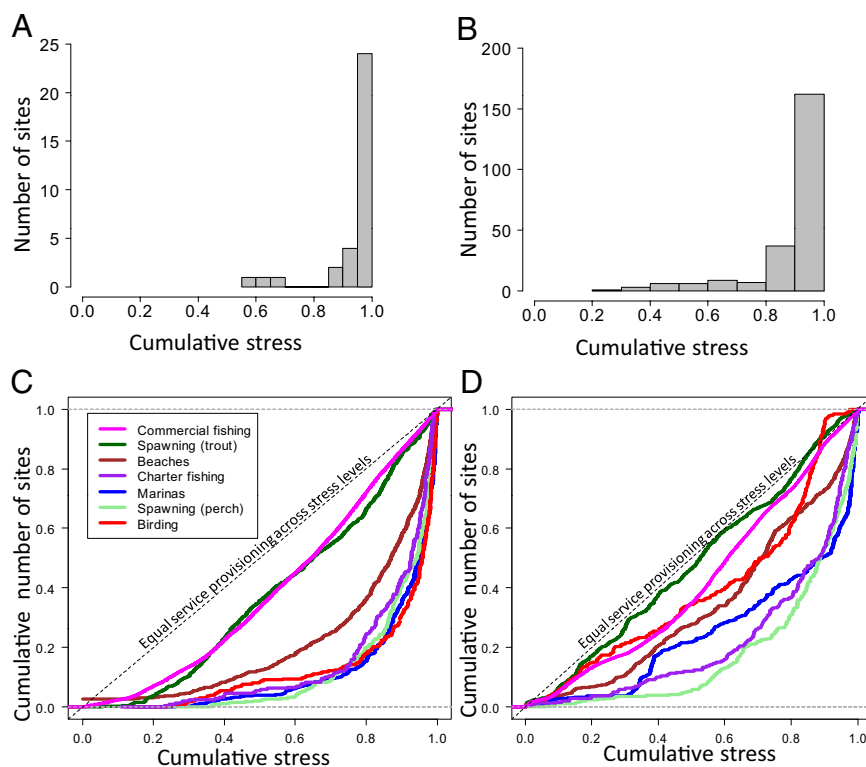 A
25
20
15
10
5
0
Number of sites
0.0 0.2 0.4 0.6 0.8 1.0
Cumulative stress
B
200
150
100
50
0
Number of sites
0.0 0.2 0.4 0.6 0.8 1.0
Cumulative stress
C
1.0
0.8
0.6
0.4
0.2
0.0
Cumulative number of sites
Commercial fishing
Spawning (trout)
Beaches
Charter fishing
Marinas
Spawning (perch)
Birding
Equal service provisioning across stress levels
0.0 0.2 0.4 0.6 0.8 1.0
Cumulative stress
D
1.0
0.8
0.6
0.4
0.2
0.0
Cumulative number of sites
Equal service provisioning across stress levels
0.0 0.2 0.4 0.6 0.8 1.0
Cumulative stress